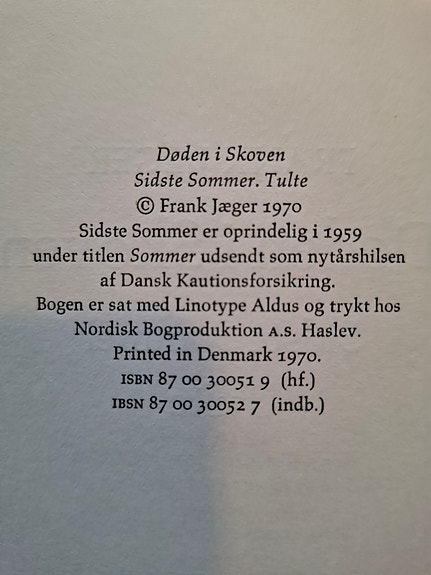 Døden i Skoven
Sidste Sommer. Tulte
© Frank Jæger 1970
Sidste Sommer er oprindelig i 1959
under titlen Sommer udsendt som nytårshilsen
af Dansk Kautionsforsikring.
Bogen er sat med Linotype Aldus og trykt hos
Nordisk Bogproduktion A.S. Haslev.
Printed in Denmark 1970.
ISBN 87 00 30051 9 (hf.)
IBSN 87 00 30052 7 (indb.)